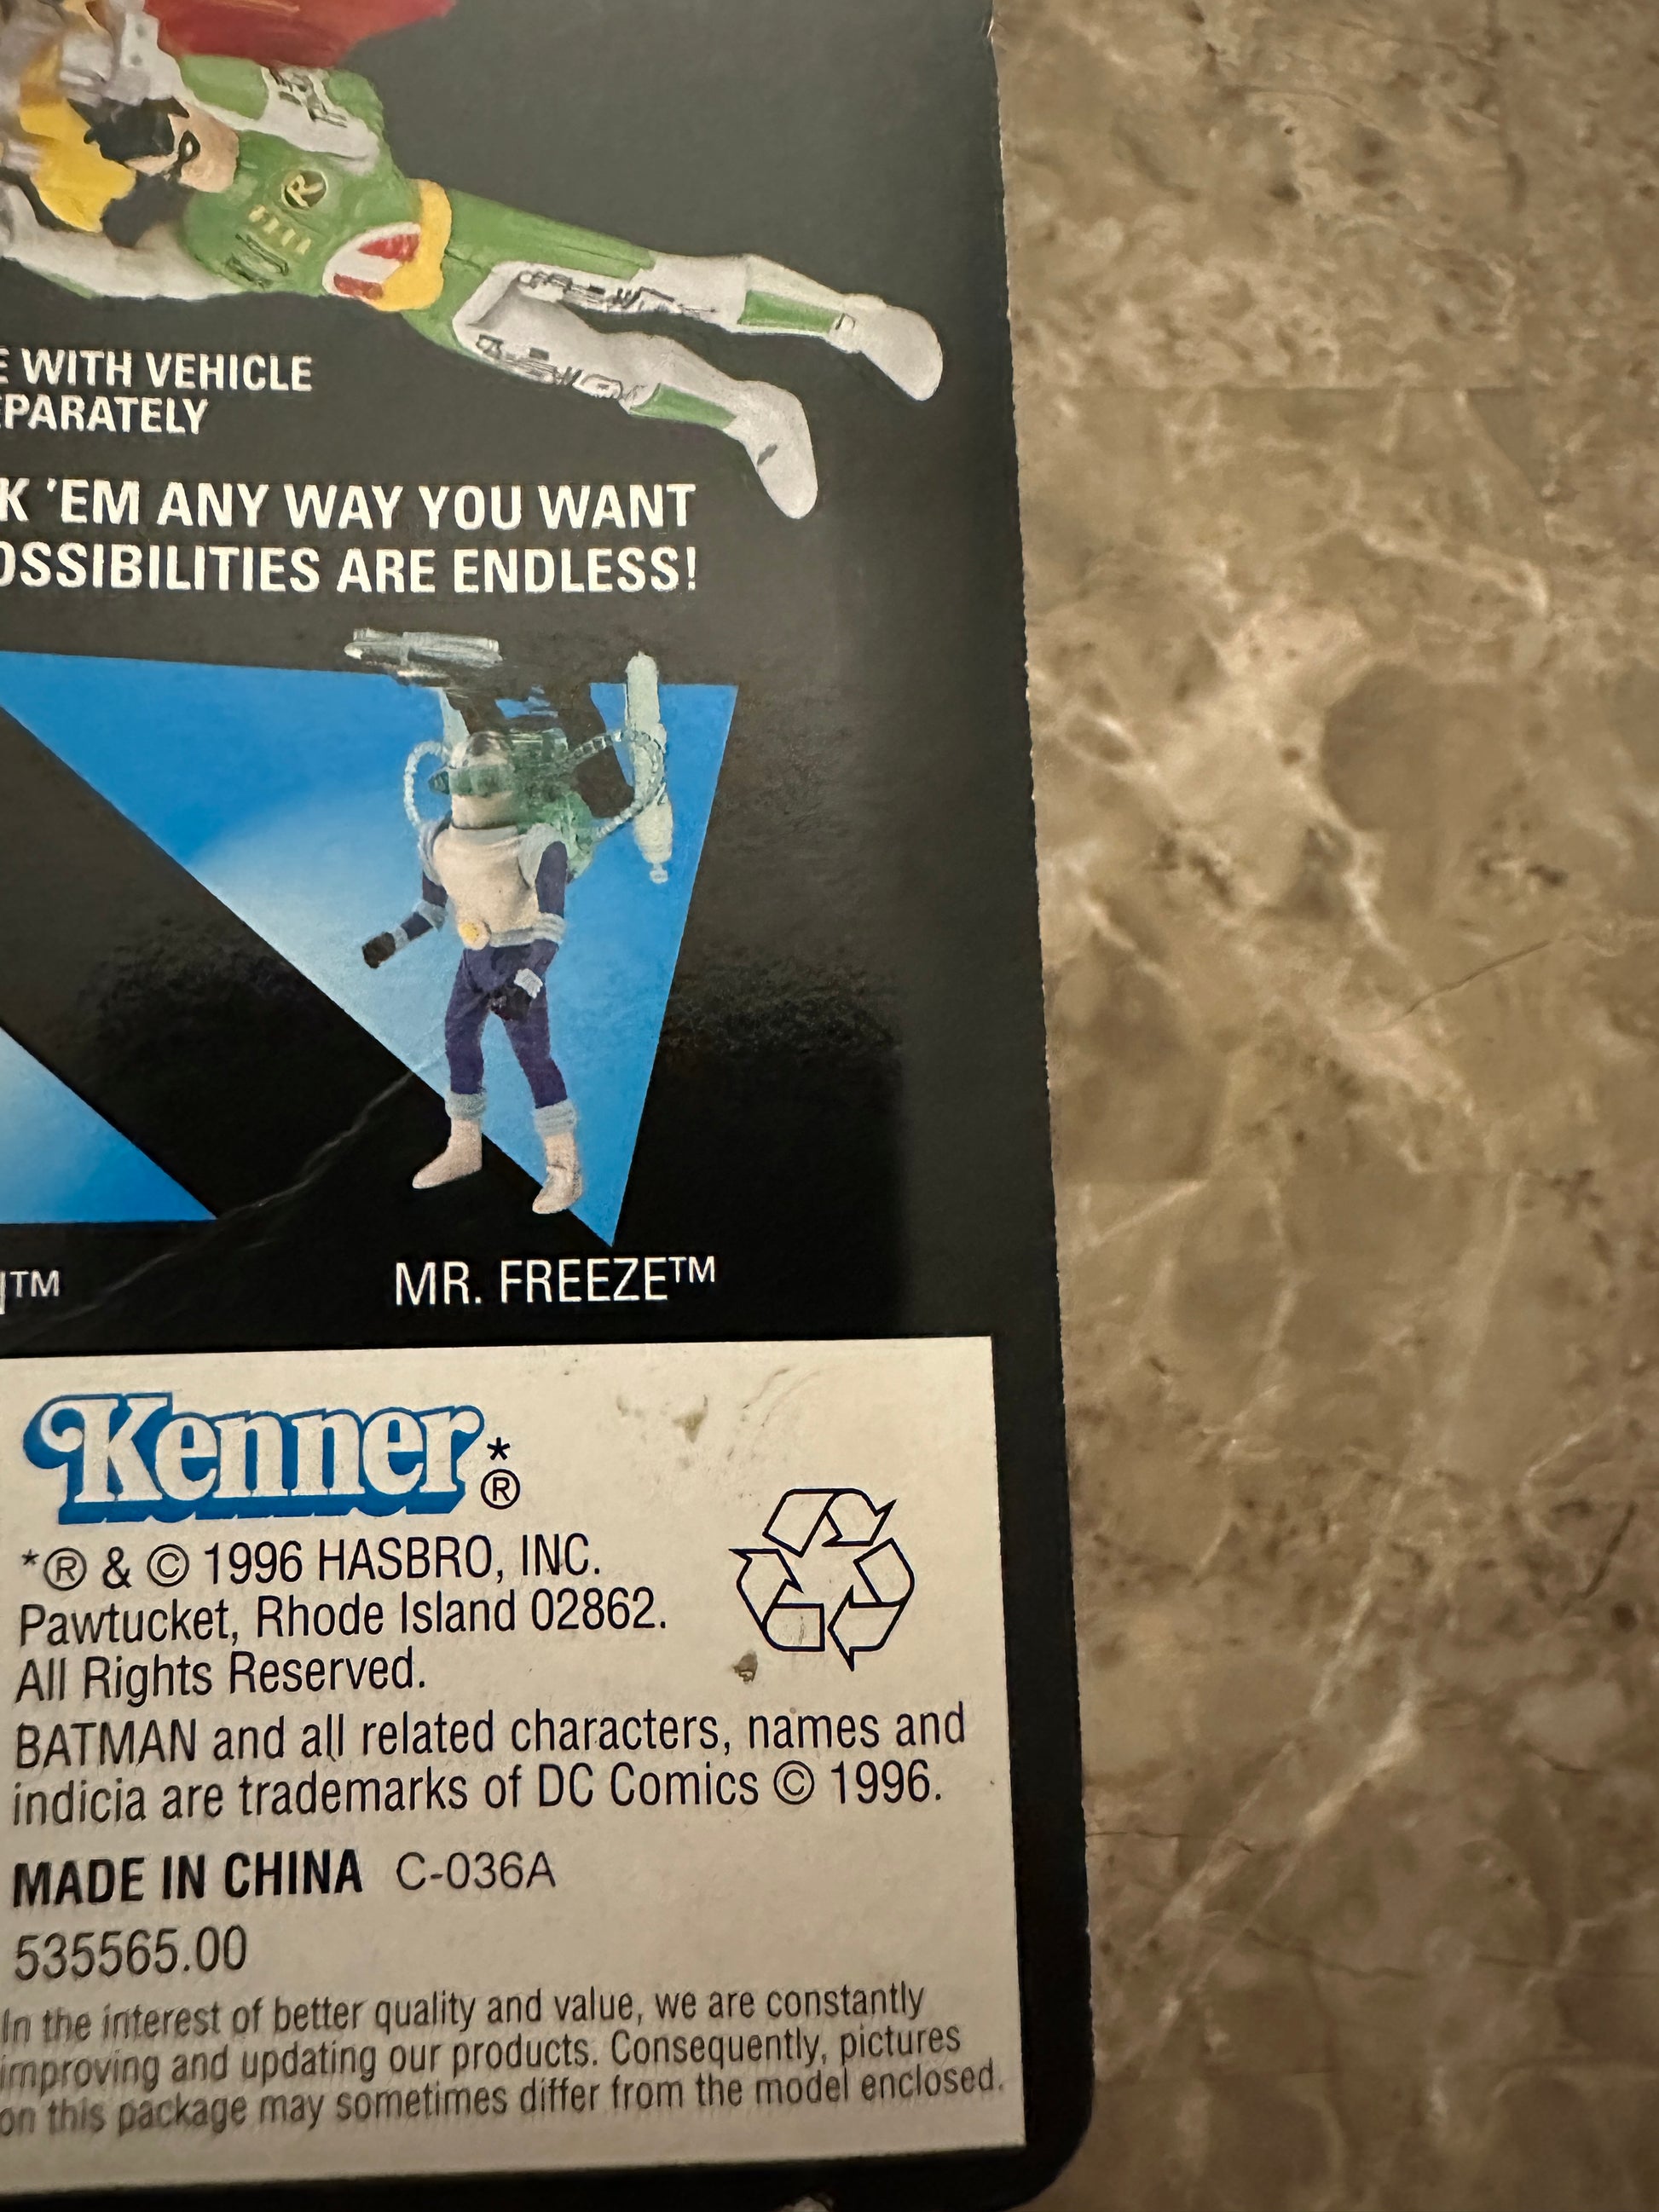 R
E WITH VEHICLE
EPARATELY
K 'EM ANY WAY YOU WANT
OSSIBILITIES ARE ENDLESS!
™
MR. FREEZE™
Kenner*®
*® & © 1996 HASBRO, INC.
Pawtucket, Rhode Island 02862.
All Rights Reserved.
BATMAN and all related characters, names and
indicia are trademarks of DC Comics © 1996.
MADE IN CHINA C-036A
535565.00
In the interest of better quality and value, we are constantly
improving and updating our products. Consequently, pictures
on this package may sometimes differ from the model enclosed.